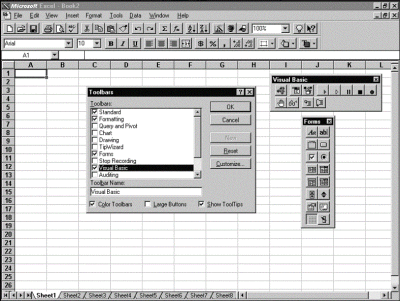 Microsoft Excel - Book2
File Edit View Insert Format Tools Data Window Help
100%
Arial 10 B I U $ % ,
A1
A B C D E F G H I J K L
1
2
3
4
5
6
7
8
9
10
11
12
13
14
15
16
17
18
19
20
21
22
23
24
25
26
Visual Basic
Toolbars
Toolbars:
Standard
Formatting
Query and Pivot
Chart
Drawing
TipWizard
Forms
Stop Recording
Visual Basic
Auditing
Toolbar Name:
Visual Basic
Color Toolbars Large Buttons Show ToolTips
OK
Cancel
New
Reset
Customize...
Forms
Aa ab|
Sheet1 Sheet2 Sheet3 Sheet4 Sheet5 Sheet6 Sheet7 Sheet8